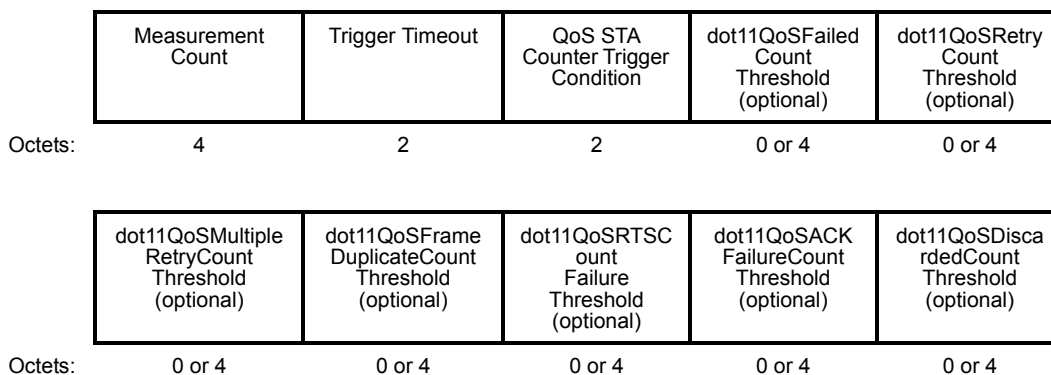 Measurement
Count
Trigger Timeout
QoS STA
Counter Trigger
Condition
dot11QoSFailed
Count
Threshold
(optional)
dot11QoSRetry
Count
Threshold
(optional)
Octets: 4 2 2 0 or 4 0 or 4
dot11QoSMultiple
RetryCount
Threshold
(optional)
dot11QoSFrame
DuplicateCount
Threshold
(optional)
dot11QoSRTSC
ount
Failure
Threshold
(optional)
dot11QoSACK
FailureCount
Threshold
(optional)
dot11QoSDisca
rdedCount
Threshold
(optional)
Octets: 0 or 4 0 or 4 0 or 4 0 or 4 0 or 4